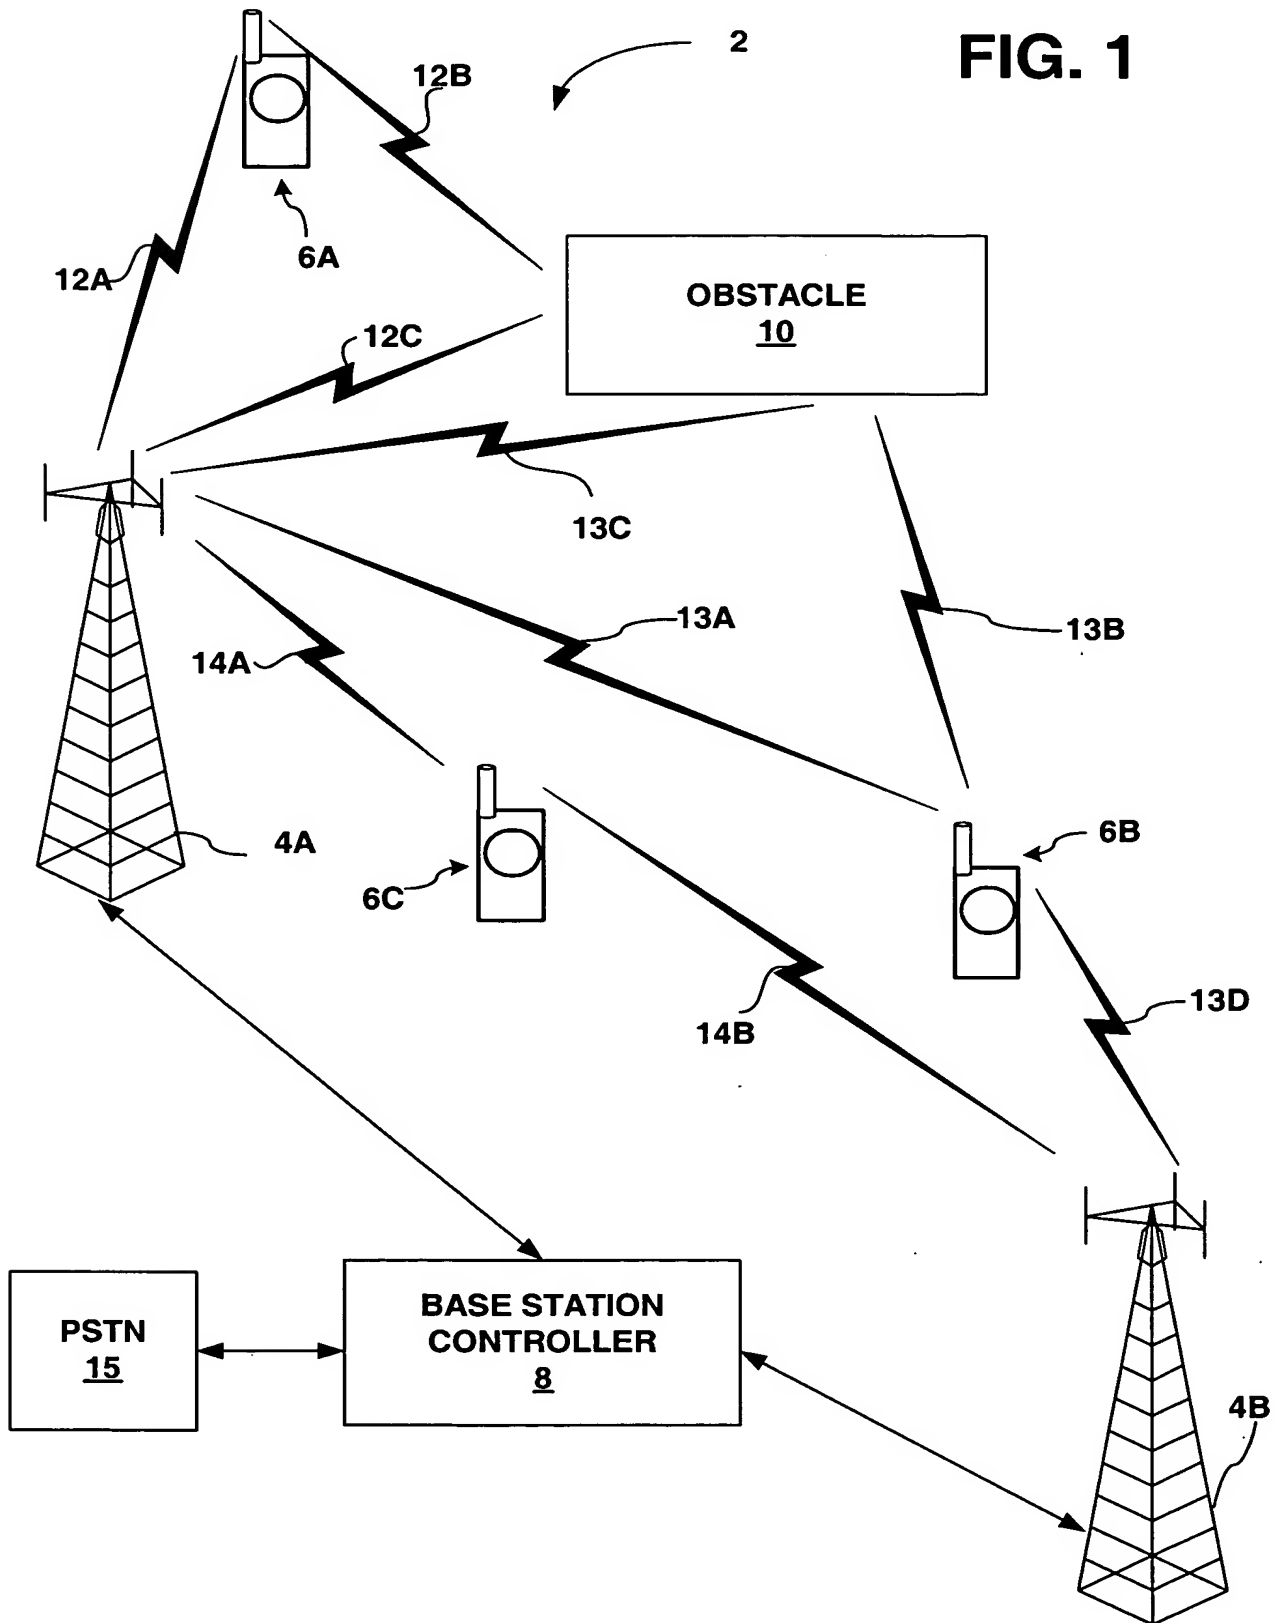 FIG. 1
2
12B
6A
12A
OBSTACLE
10
12C
13C
13A
13B
14A
4A
6B
6C
13D
14B
BASE STATION
CONTROLLER
8
PSTN
15
4B